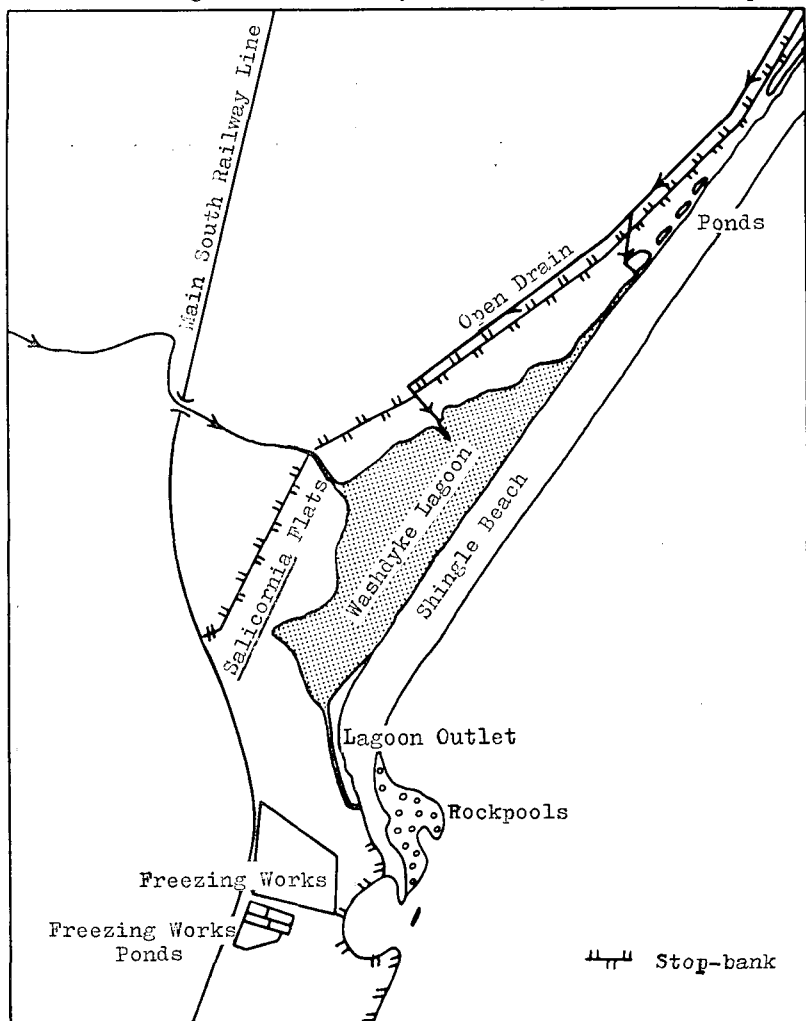 Main South Railway Line
Ponds
Open Drain
Washdyke Lagoon
Shingle Beach
Salicornia Flats
Lagoon Outlet
Rockpools
Freezing Works
Freezing Works
Ponds
Stop-bank